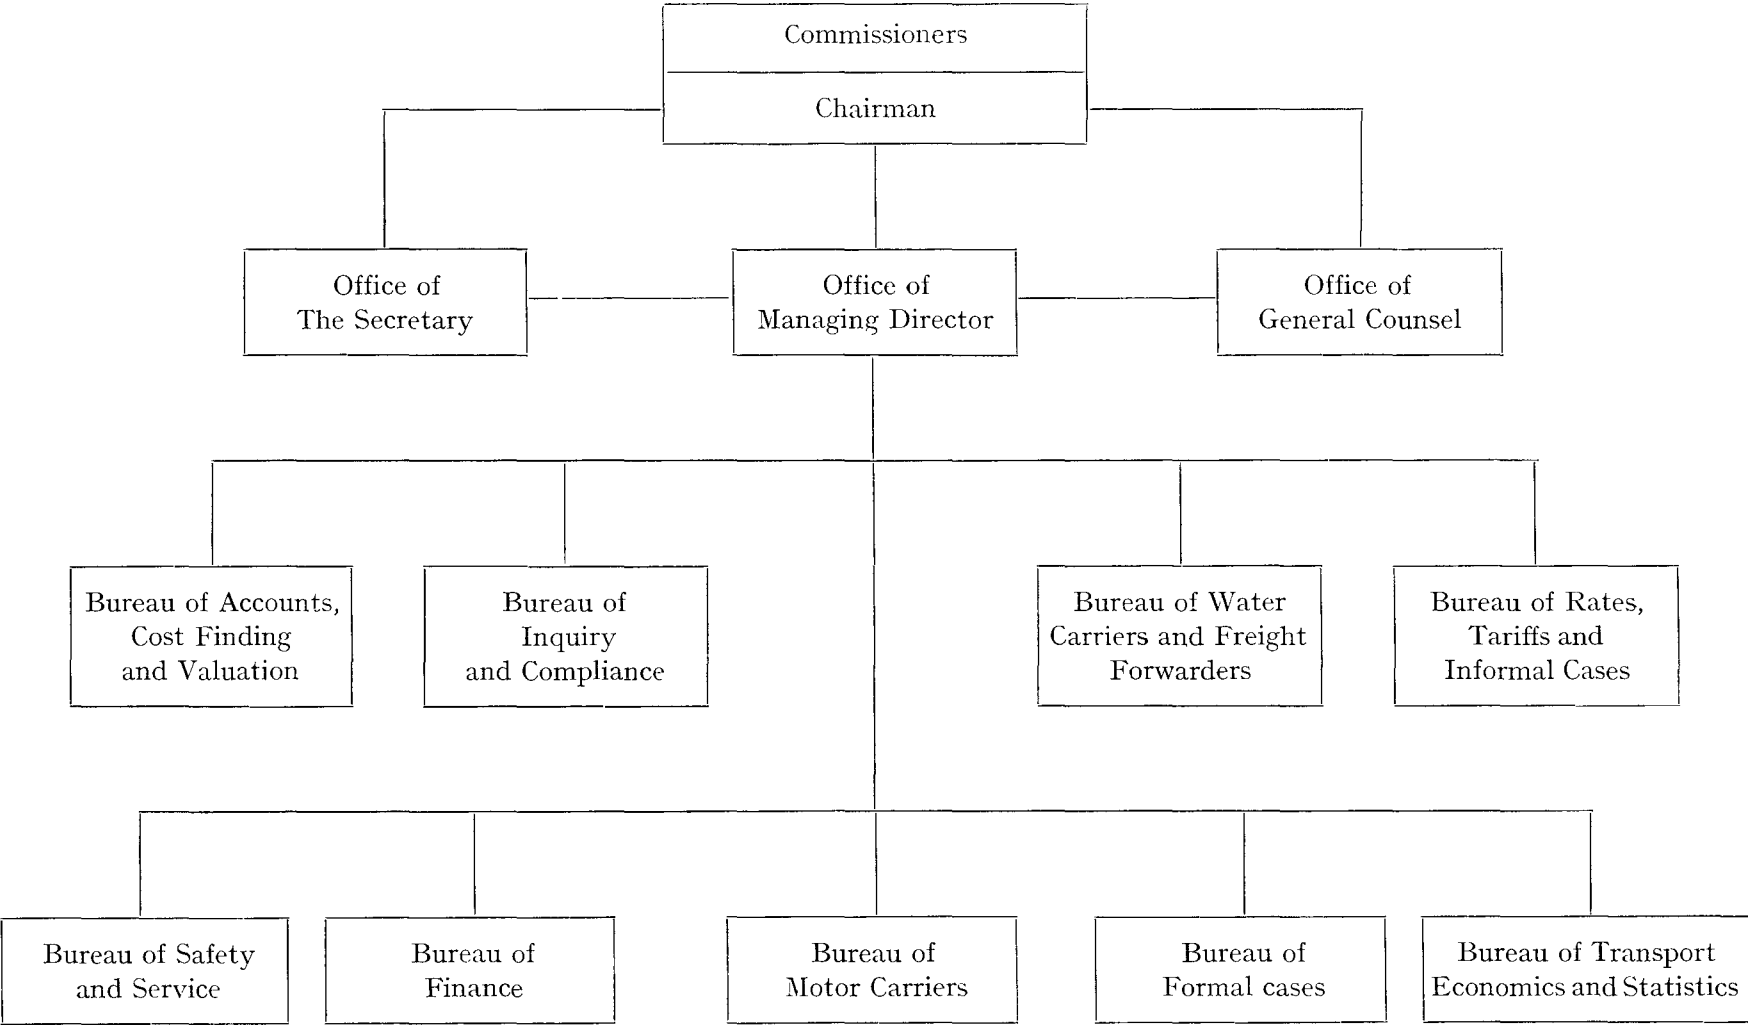 Commissioners
Chairman
Office of
The Secretary
Office of
Managing Director
Office of
General Counsel
Bureau of Accounts,
Cost Finding
and Valuation
Bureau of
Inquiry
and Compliance
Bureau of Water
Carriers and Freight
Forwarders
Bureau of Rates,
Tariffs and
Informal Cases
Bureau of Safety
and Service
Bureau of
Finance
Bureau of
Motor Carriers
Bureau of
Formal cases
Bureau of Transport
Economics and Statistics